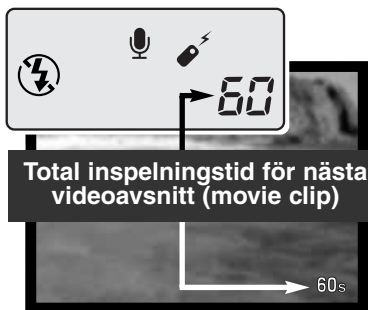 60
Total inspelningstid för nästa
videoavsnitt (movie clip)
60s